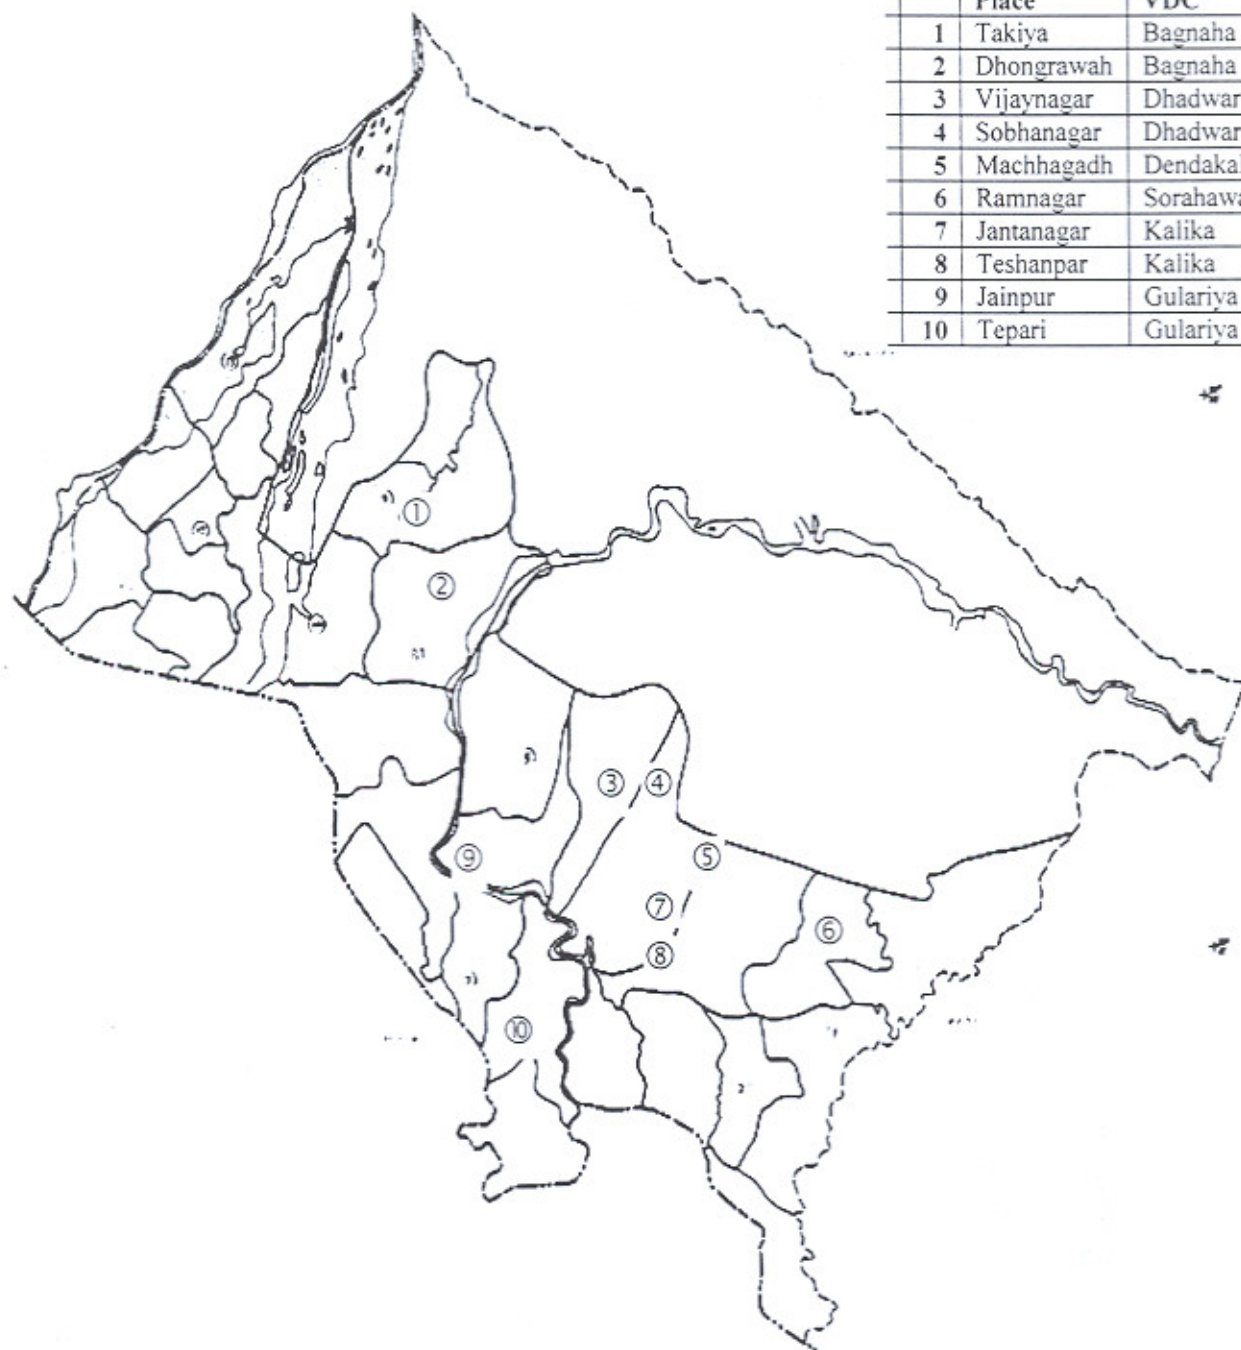 Place VDC
1 Takiya Bagnaha
2 Dhongrawah Bagnaha
3 Vijaynagar Dhadwar
4 Sobhanagar Dhadwar
5 Machhagadh Dendakal
6 Ramnagar Sorahawa
7 Jantanagar Kalika
8 Teshanpar Kalika
9 Jainpur Gulariya
10 Tepari Gulariya
①
②
③ ④
⑤
⑨
⑦
⑥
⑧
⑩